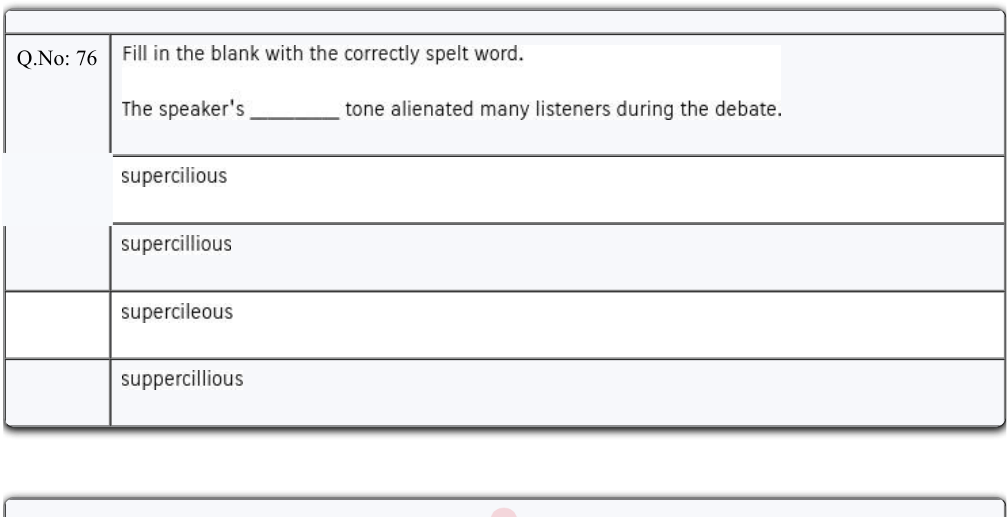 Q.No: 76
Fill in the blank with the correctly spelt word.
The speaker's _________ tone alienated many listeners during the debate.
supercilious
supercillious
supercileous
suppercillious